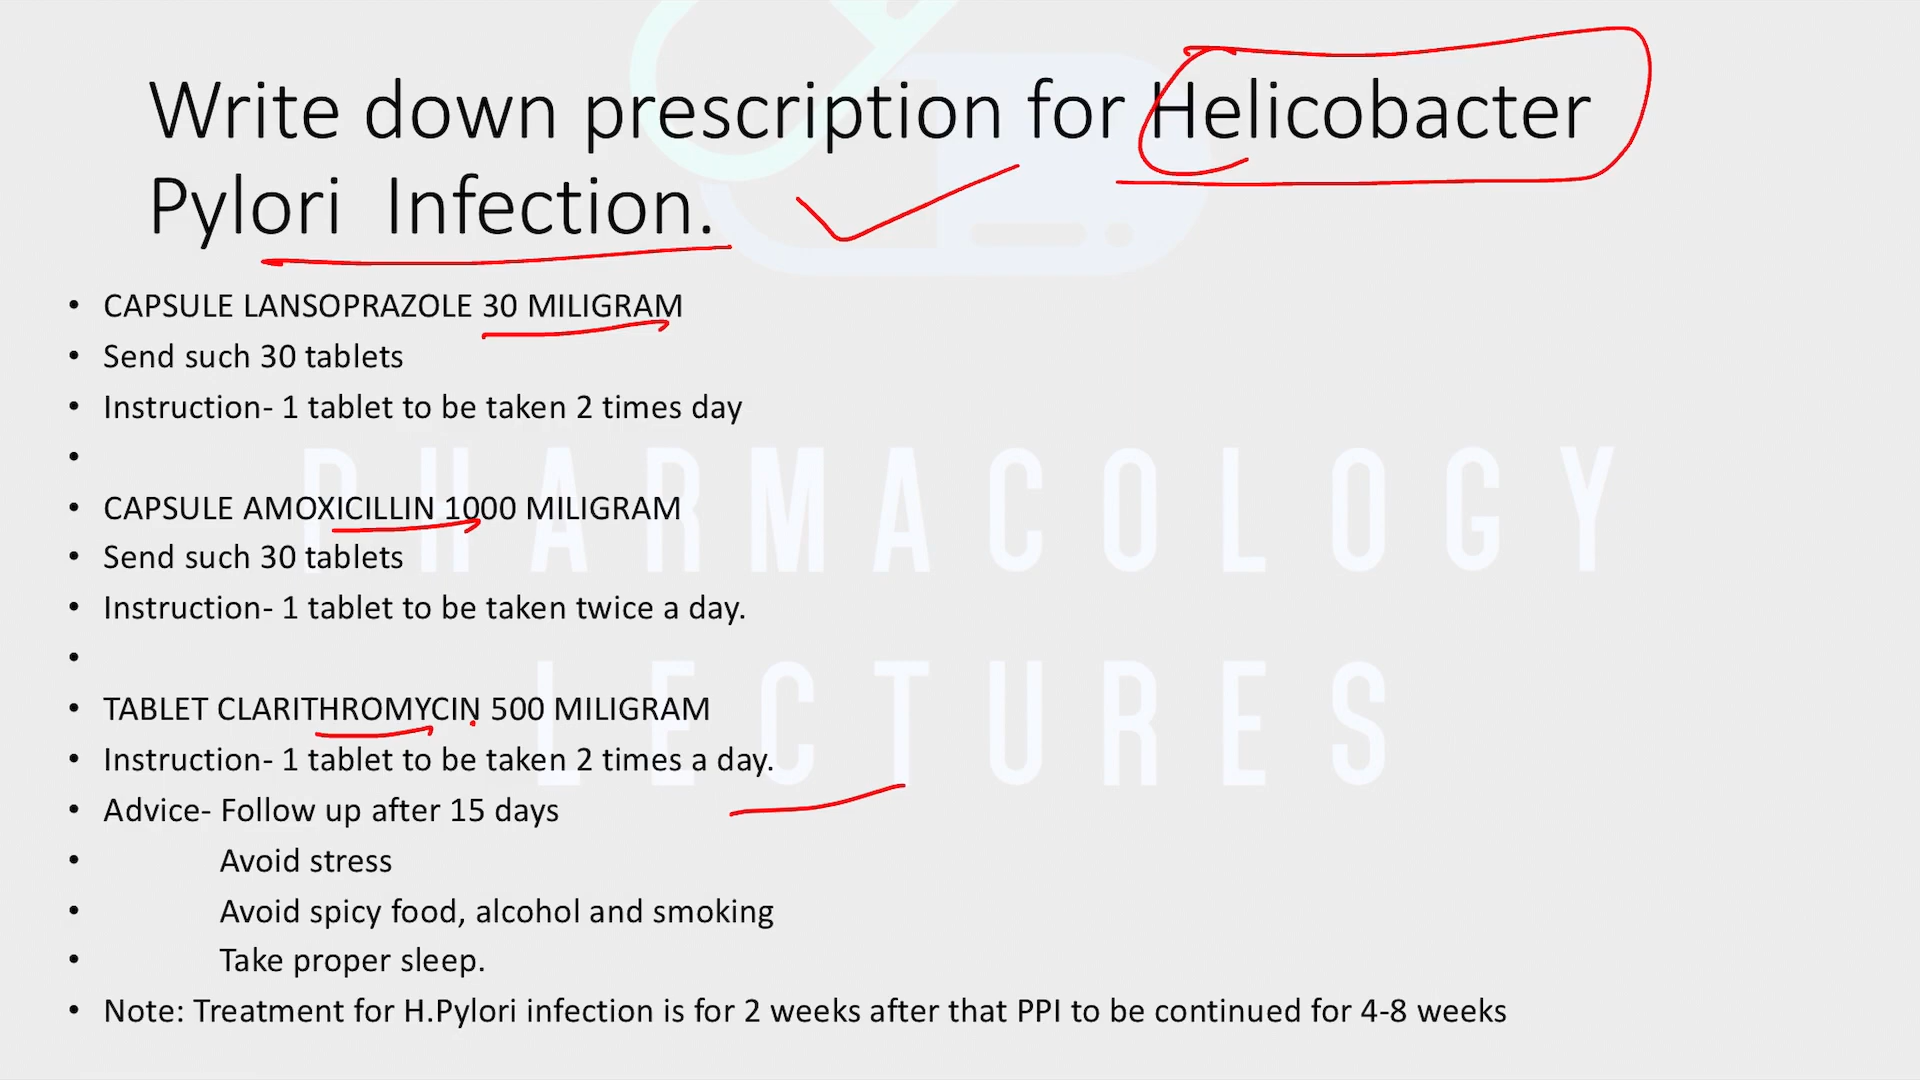 Write down prescription for Helicobacter
Pylori Infection.
• CAPSULE LANSOPRAZOLE 30 MILIGRAM
• Send such 30 tablets
• Instruction- 1 tablet to be taken 2 times day
•
• CAPSULE AMOXICILLIN 1000 MILIGRAM
• Send such 30 tablets
• Instruction- 1 tablet to be taken twice a day.
•
• TABLET CLARITHROMYCIN 500 MILIGRAM
• Instruction- 1 tablet to be taken 2 times a day.
• Advice- Follow up after 15 days
• Avoid stress
• Avoid spicy food, alcohol and smoking
• Take proper sleep.
• Note: Treatment for H.Pylori infection is for 2 weeks after that PPI to be continued for 4-8 weeks
PHARMACOLOGY
LECTURES